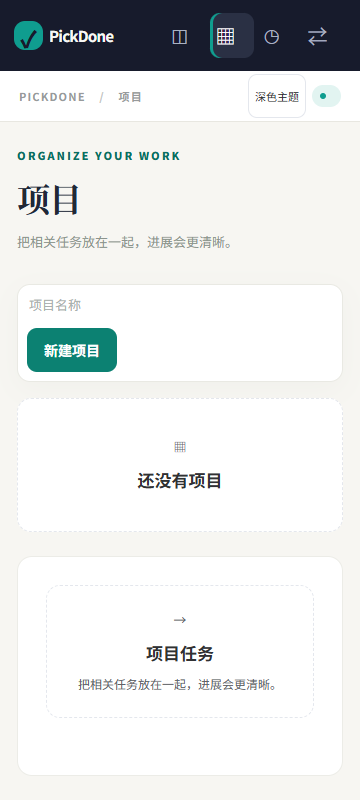 PickDone
PICKDONE / 项目
深色主题
ORGANIZE YOUR WORK
项目
把相关任务放在一起，进展会更清晰。
项目名称
新建项目
还没有项目
→
项目任务
把相关任务放在一起，进展会更清晰。